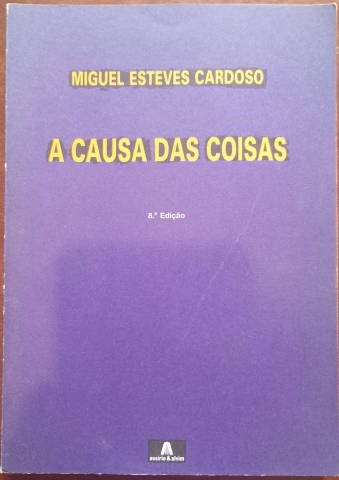 MIGUEL ESTEVES CARDOSO
A CAUSA DAS COISAS
8.ª Edição
assírio & alvim